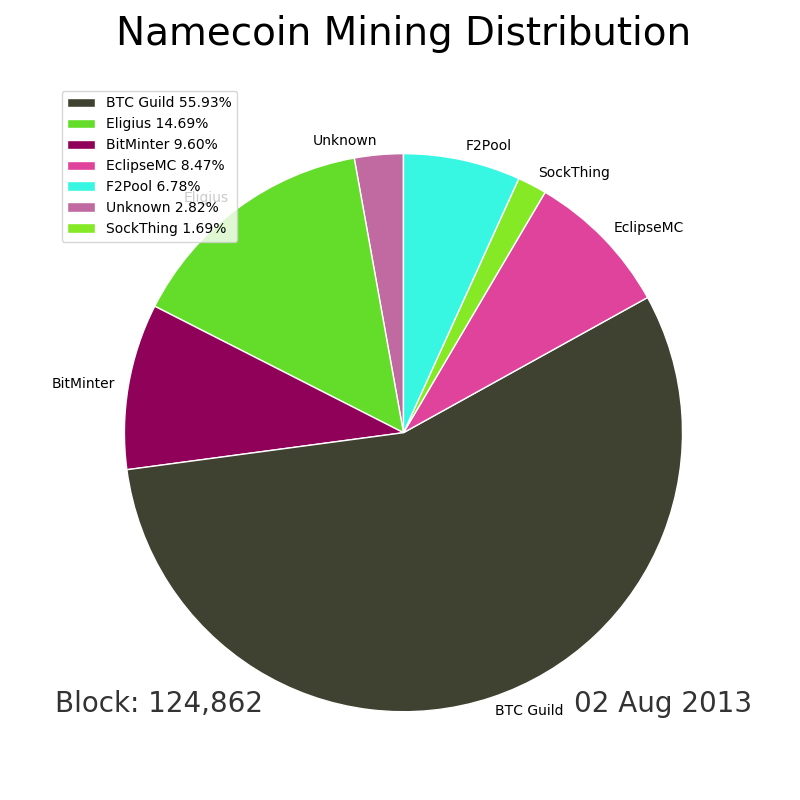 Namecoin Mining Distribution
BTC Guild 55.93%
Eligius 14.69%
BitMinter 9.60%
EclipseMC 8.47%
F2Pool 6.78%
Unknown 2.82%
SockThing 1.69%
Eligius
Unknown
F2Pool
SockThing
EclipseMC
BitMinter
BTC Guild
Block: 124,862
02 Aug 2013